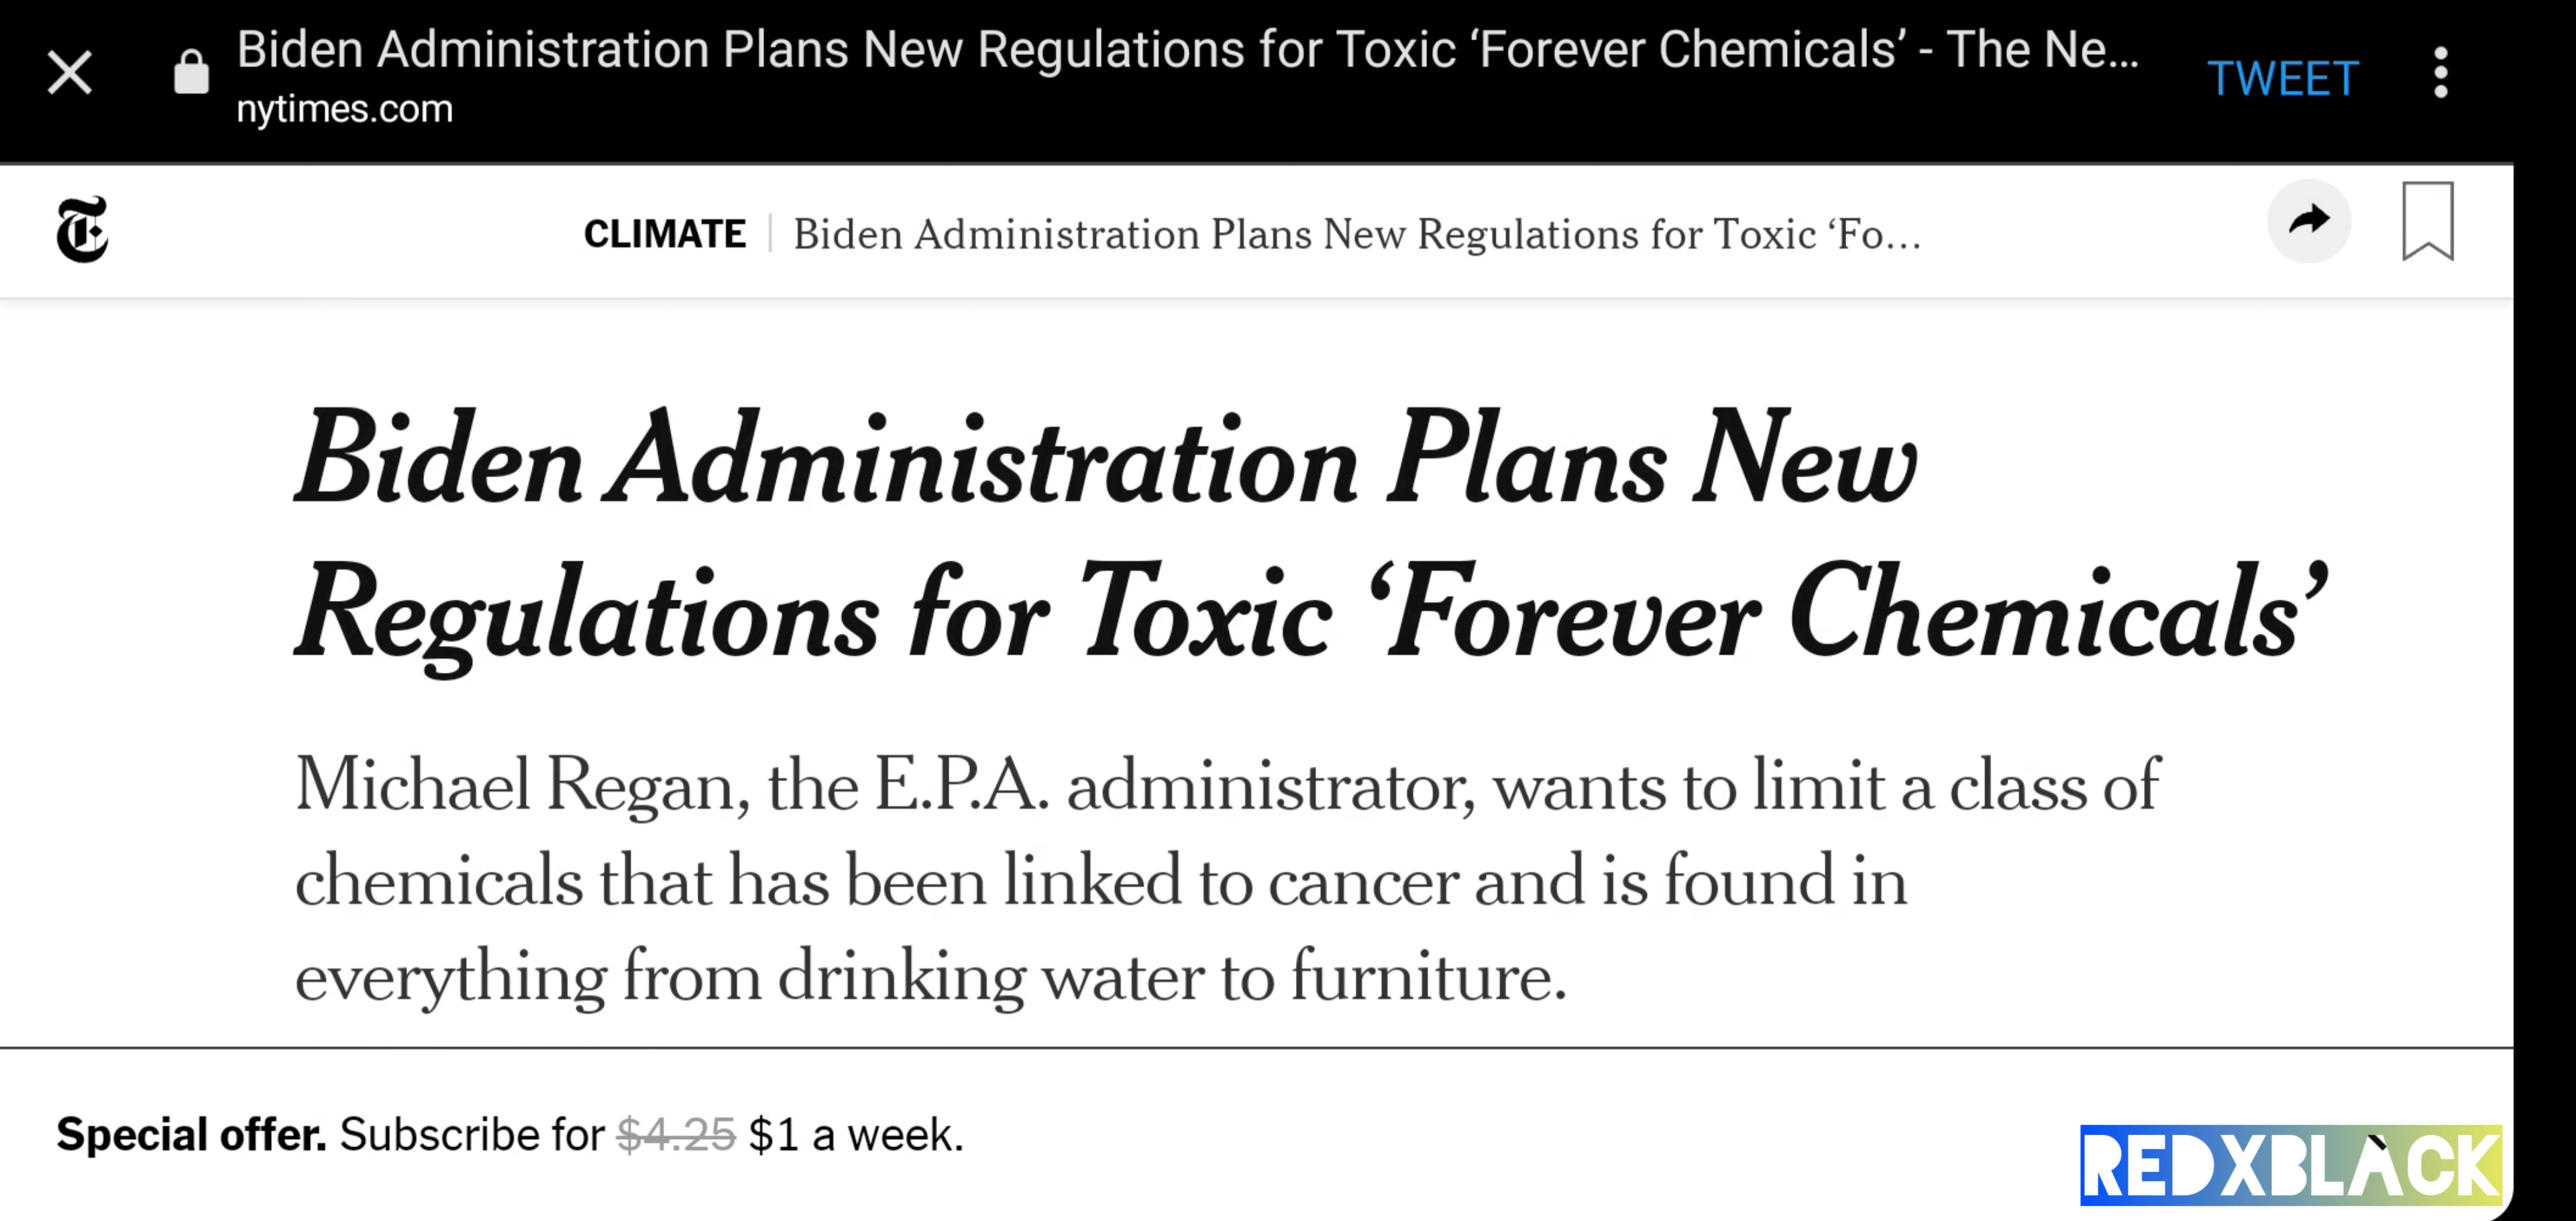 Biden Administration Plans New Regulations for Toxic ‘Forever Chemicals’ - The Ne...
nytimes.com
TWEET
T
CLIMATE | Biden Administration Plans New Regulations for Toxic ‘Fo...
Biden Administration Plans New
Regulations for Toxic ‘Forever Chemicals’
Michael Regan, the E.P.A. administrator, wants to limit a class of
chemicals that has been linked to cancer and is found in
everything from drinking water to furniture.
Special offer. Subscribe for $4.25 $1 a week.
REDXBLACK